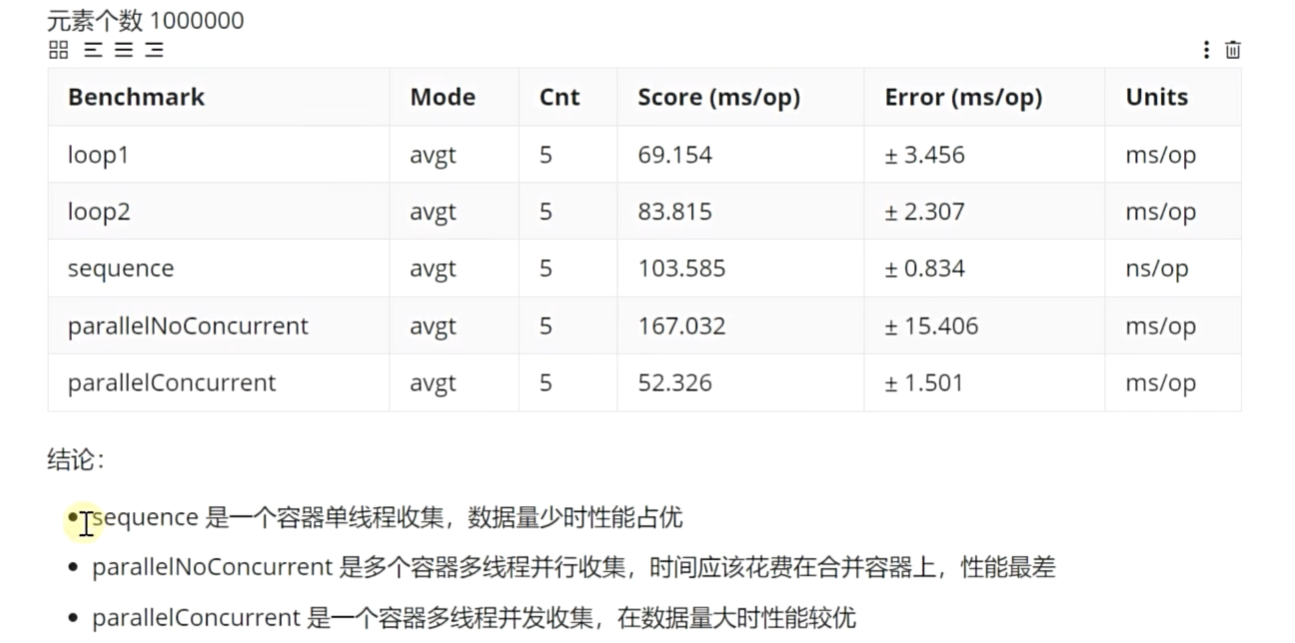 元素个数 1000000
Benchmark Mode Cnt Score (ms/op) Error (ms/op) Units
loop1 avgt 5 69.154 ± 3.456 ms/op
loop2 avgt 5 83.815 ± 2.307 ms/op
sequence avgt 5 103.585 ± 0.834 ns/op
parallelNoConcurrent avgt 5 167.032 ± 15.406 ms/op
parallelConcurrent avgt 5 52.326 ± 1.501 ms/op
结论：
• sequence 是一个容器单线程收集，数据量少时性能占优
• parallelNoConcurrent 是多个容器多线程并行收集，时间应该花费在合并容器上，性能最差
• parallelConcurrent 是一个容器多线程并发收集，在数据量大时性能较优